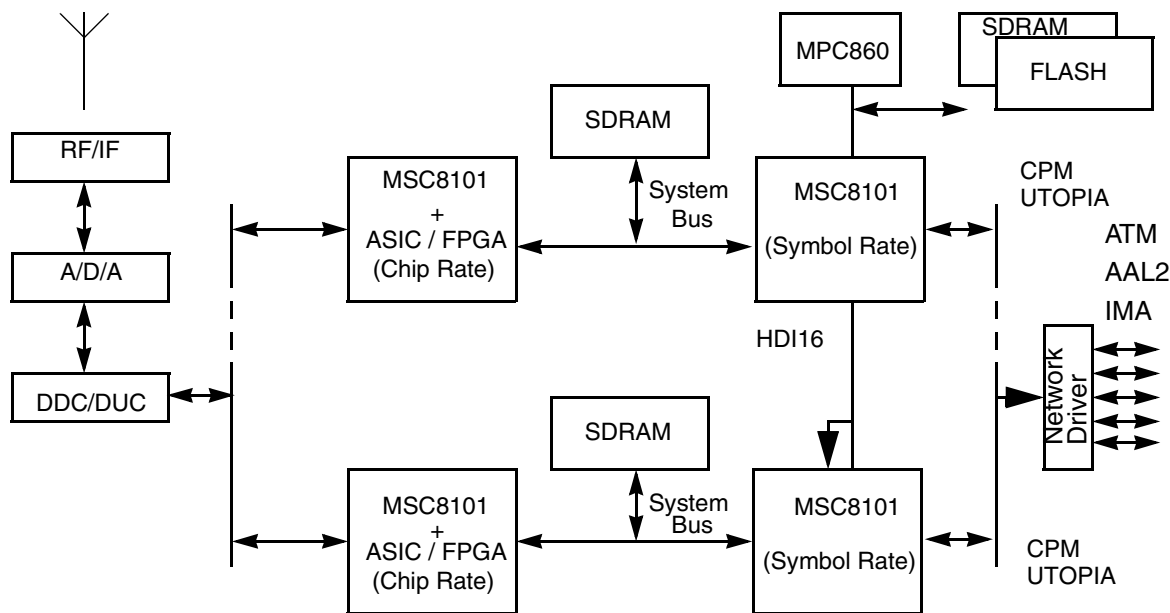 SDRAM
MPC860
FLASH
SDRAM
RF/IF
MSC8101
+
ASIC / FPGA
(Chip Rate)
System
Bus
MSC8101
(Symbol Rate)
CPM
UTOPIA
ATM
AAL2
IMA
A/D/A
HDI16
DDC/DUC
Network
Driver
SDRAM
MSC8101
+
ASIC / FPGA
(Chip Rate)
System
Bus
MSC8101
(Symbol Rate)
CPM
UTOPIA